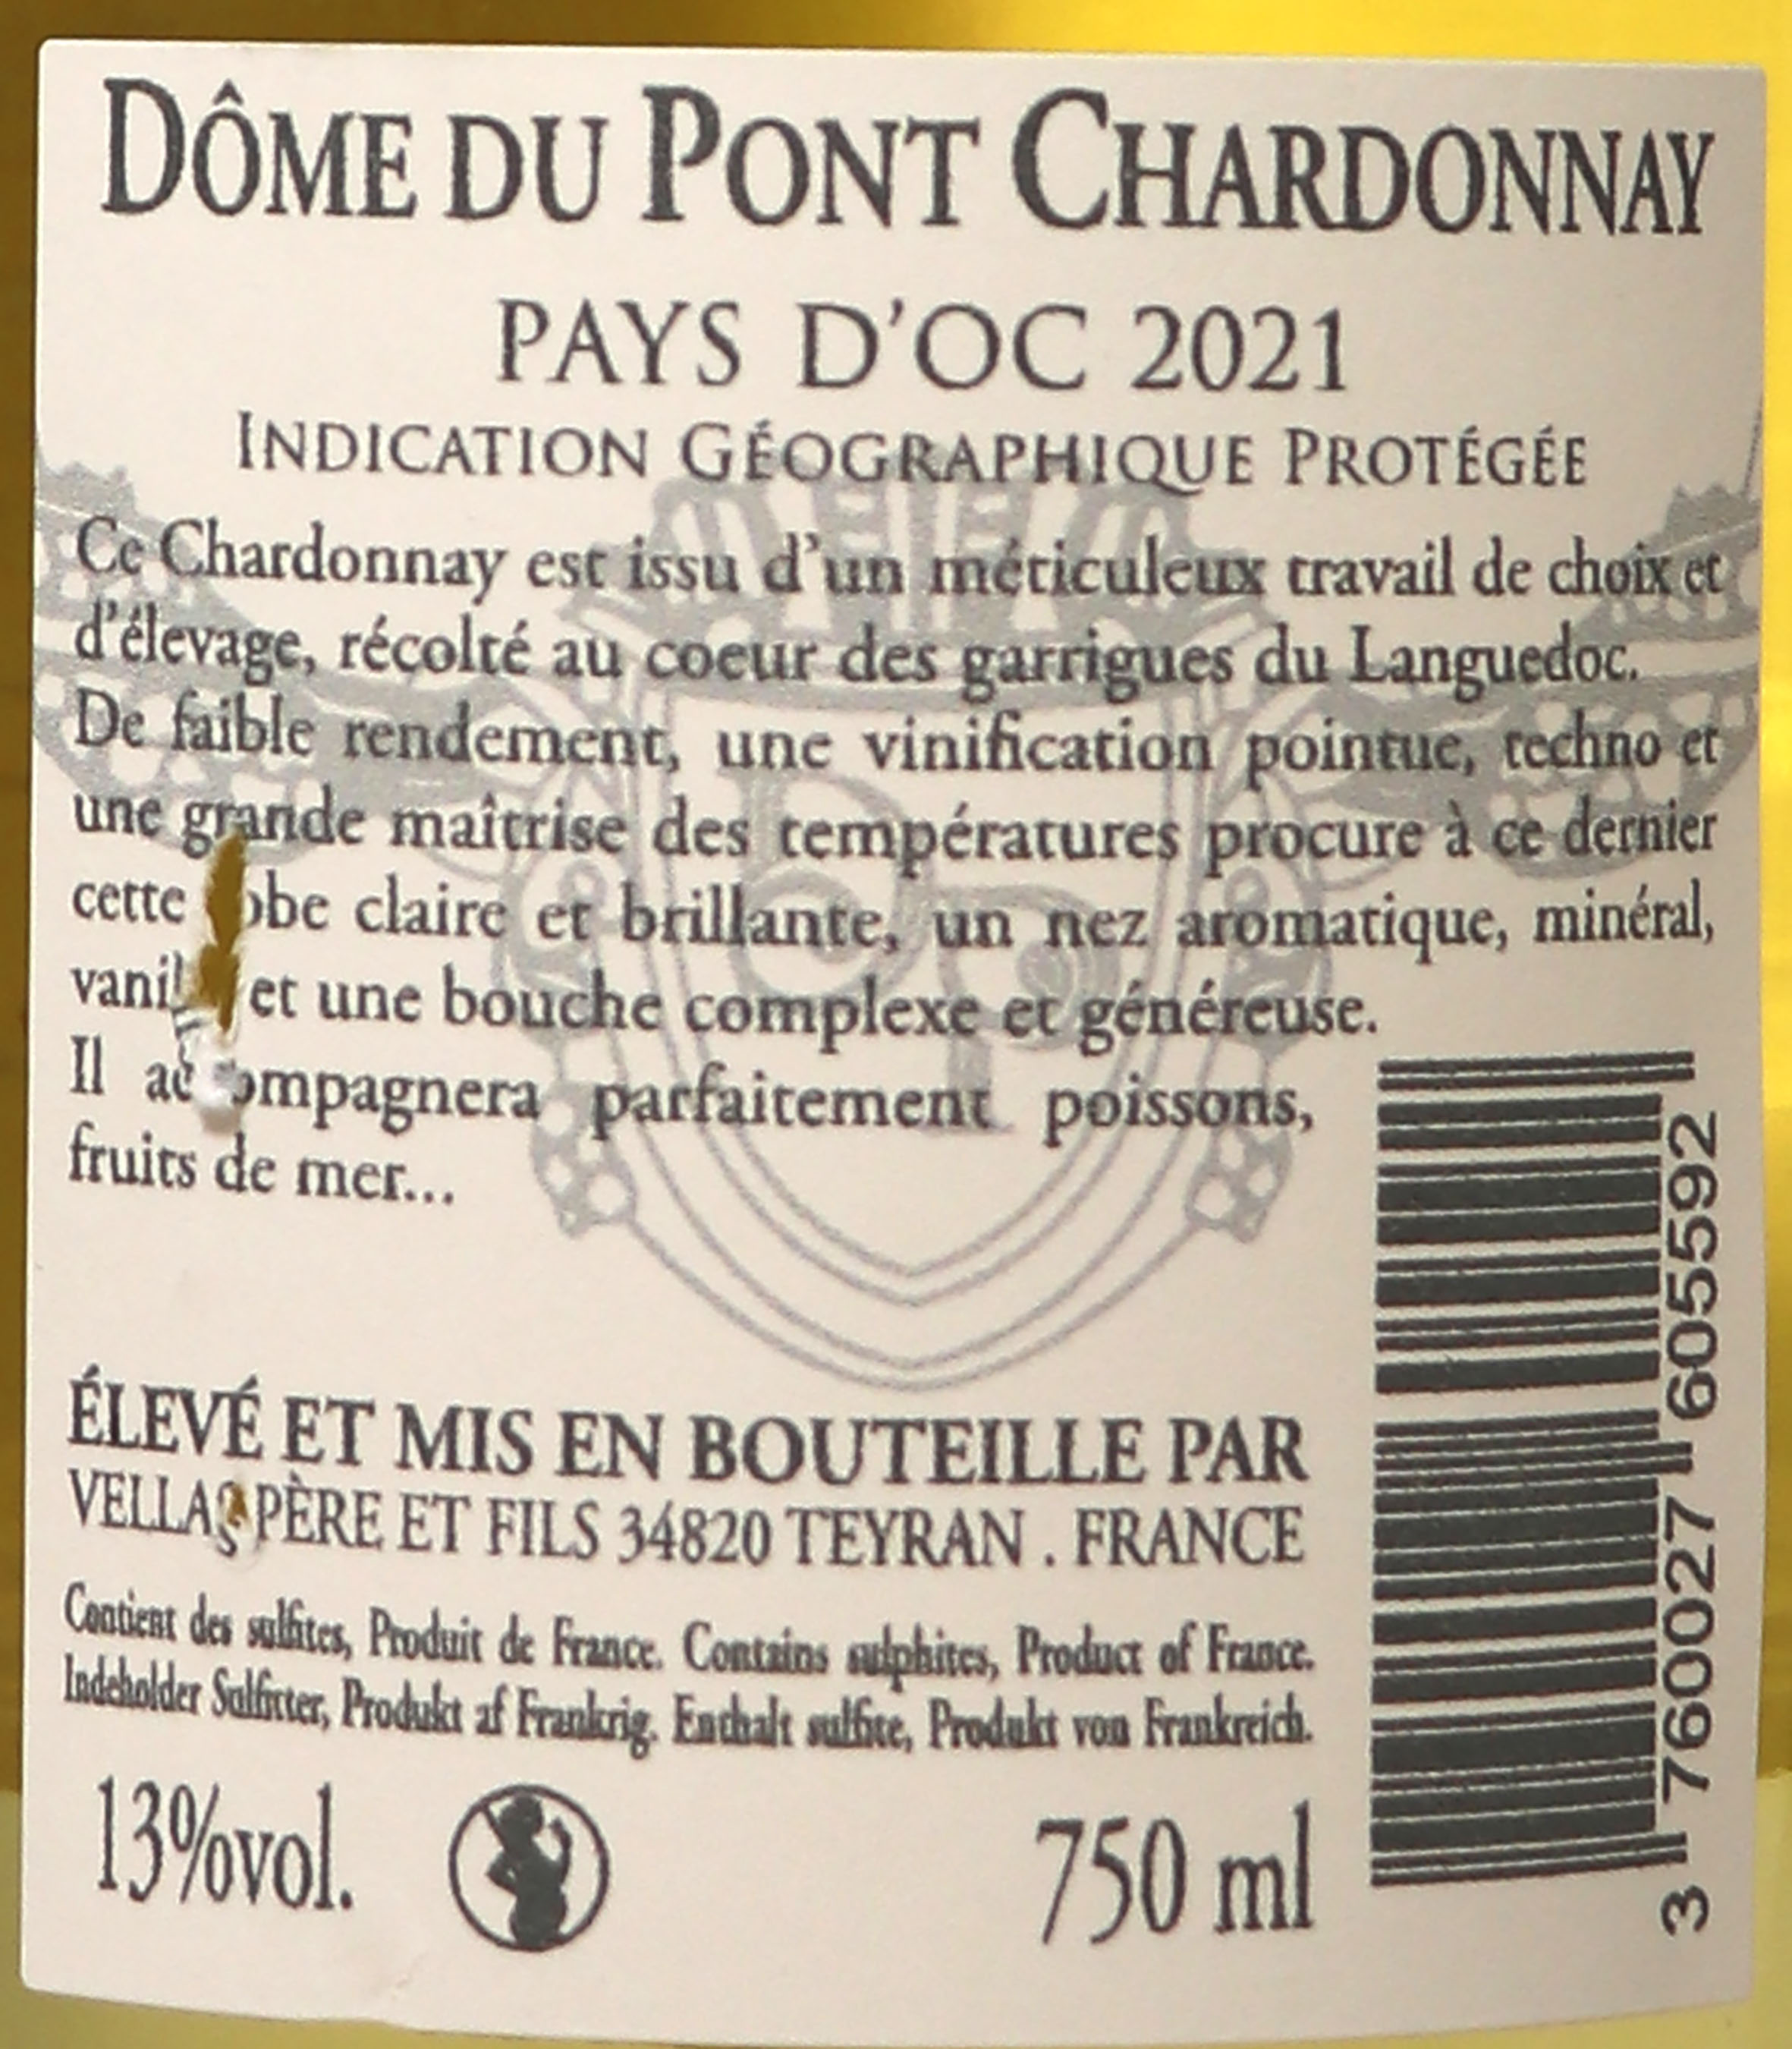 DÔME DU PONT CHARDONNAY
PAYS D'OC 2021
INDICATION GÉOGRAPHIQUE PROTÉGÉE
Ce Chardonnay est issu d'un méticuleux travail de choix et
d'élevage, récolté au coeur des garrigues du Languedoc.
De faible rendement, une vinification pointue, techno et
une grande maîtrise des températures procure à ce dernier
cette claire et brillante, un nez aromatique, minéral,
et une bouche complexe et généreuse.
Il accompagnera parfaitement poissons,
fruits de mer...
ÉLEVÉ ET MIS EN BOUTEILLE PAR
VELLAS PÈRE ET FILS 34820 TEYRAN . FRANCE
Contient des sulfites, Produit de France. Contains sulphites, Product of France.
Indeholder Sulfitter, Produkt af Frankrig. Enthalt sulfite, Produkt von Frankreich.
13%vol.
750 ml
3 760027 605592